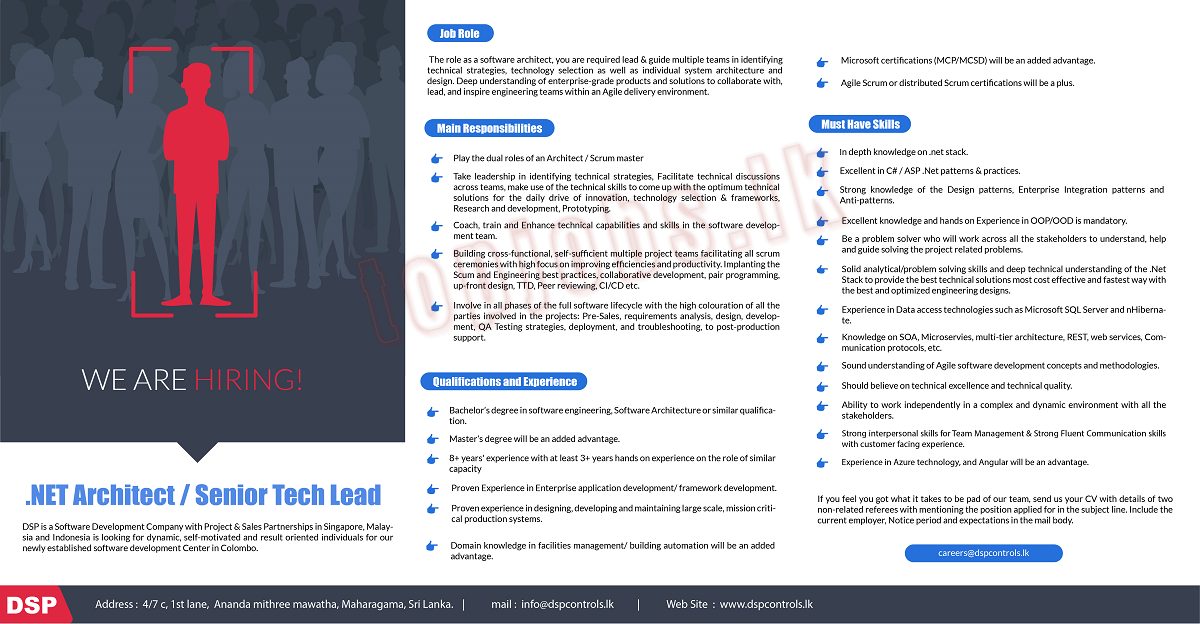 WE ARE HIRING!
.NET Architect / Senior Tech Lead
DSP is a Software Development Company with Project & Sales Partnerships in Singapore, Malay-
sia and Indonesia is looking for dynamic, self-motivated and result oriented individuals for our
newly established software development Center in Colombo.
Job Role
The role as a software architect, you are required lead & guide multiple teams in identifying
technical strategies, technology selection as well as individual system architecture and
design. Deep understanding of enterprise-grade products and solutions to collaborate with,
lead, and inspire engineering teams within an Agile delivery environment.
Main Responsibilities
Play the dual roles of an Architect / Scrum master
Take leadership in identifying technical strategies, Facilitate technical discussions
across teams, make use of the technical skills to come up with the optimum technical
solutions for the daily drive of innovation, technology selection & frameworks,
Research and development, Prototyping.
Coach, train and Enhance technical capabilities and skills in the software develop-
ment team.
Building cross-functional, self-sufficient multiple project teams facilitating all scrum
ceremonies with high focus on improving efficiencies and productivity. Implanting the
Scum and Engineering best practices, collaborative development, pair programming,
up-front design, TTD, Peer reviewing, CI/CD etc.
Involve in all phases of the full software lifecycle with the high colouration of all the
parties involved in the projects: Pre-Sales, requirements analysis, design, develop-
ment, QA Testing strategies, deployment, and troubleshooting, to post-production
support.
Qualifications and Experience
Bachelor's degree in software engineering, Software Architecture or similar qualifica-
tion.
Master's degree will be an added advantage.
8+ years' experience with at least 3+ years hands on experience on the role of similar
capacity
Proven Experience in Enterprise application development/ framework development.
Proven experience in designing, developing and maintaining large scale, mission criti-
cal production systems.
Domain knowledge in facilities management/ building automation will be an added
advantage.
Microsoft certifications (MCP/MCSD) will be an added advantage.
Agile Scrum or distributed Scrum certifications will be a plus.
Must Have Skills
In depth knowledge on .net stack.
Excellent in C# / ASP .Net patterns & practices.
Strong knowledge of the Design patterns, Enterprise Integration patterns and
Anti-patterns.
Excellent knowledge and hands on Experience in OOP/OOD is mandatory.
Be a problem solver who will work across all the stakeholders to understand, help
and guide solving the project related problems.
Solid analytical/problem solving skills and deep technical understanding of the .Net
Stack to provide the best technical solutions most cost effective and fastest way with
the best and optimized engineering designs.
Experience in Data access technologies such as Microsoft SQL Server and nHiberna-
te.
Knowledge on SOA, Microservies, multi-tier architecture, REST, web services, Com-
munication protocols, etc.
Sound understanding of Agile software development concepts and methodologies.
Should believe on technical excellence and technical quality.
Ability to work independently in a complex and dynamic environment with all the
stakeholders.
Strong interpersonal skills for Team Management & Strong Fluent Communication skills
with customer facing experience.
Experience in Azure technology, and Angular will be an advantage.
If you feel you got what it takes to be pad of our team, send us your CV with details of two
non-related referees with mentioning the position applied for in the subject line. Include the
current employer, Notice period and expectations in the mail body.
careers@dspcontrols.lk
topjobs.lk
DSP
Address : 4/7 c, 1st lane, Ananda mithree mawatha, Maharagama, Sri Lanka. | mail : info@dspcontrols.lk | Web Site : www.dspcontrols.lk